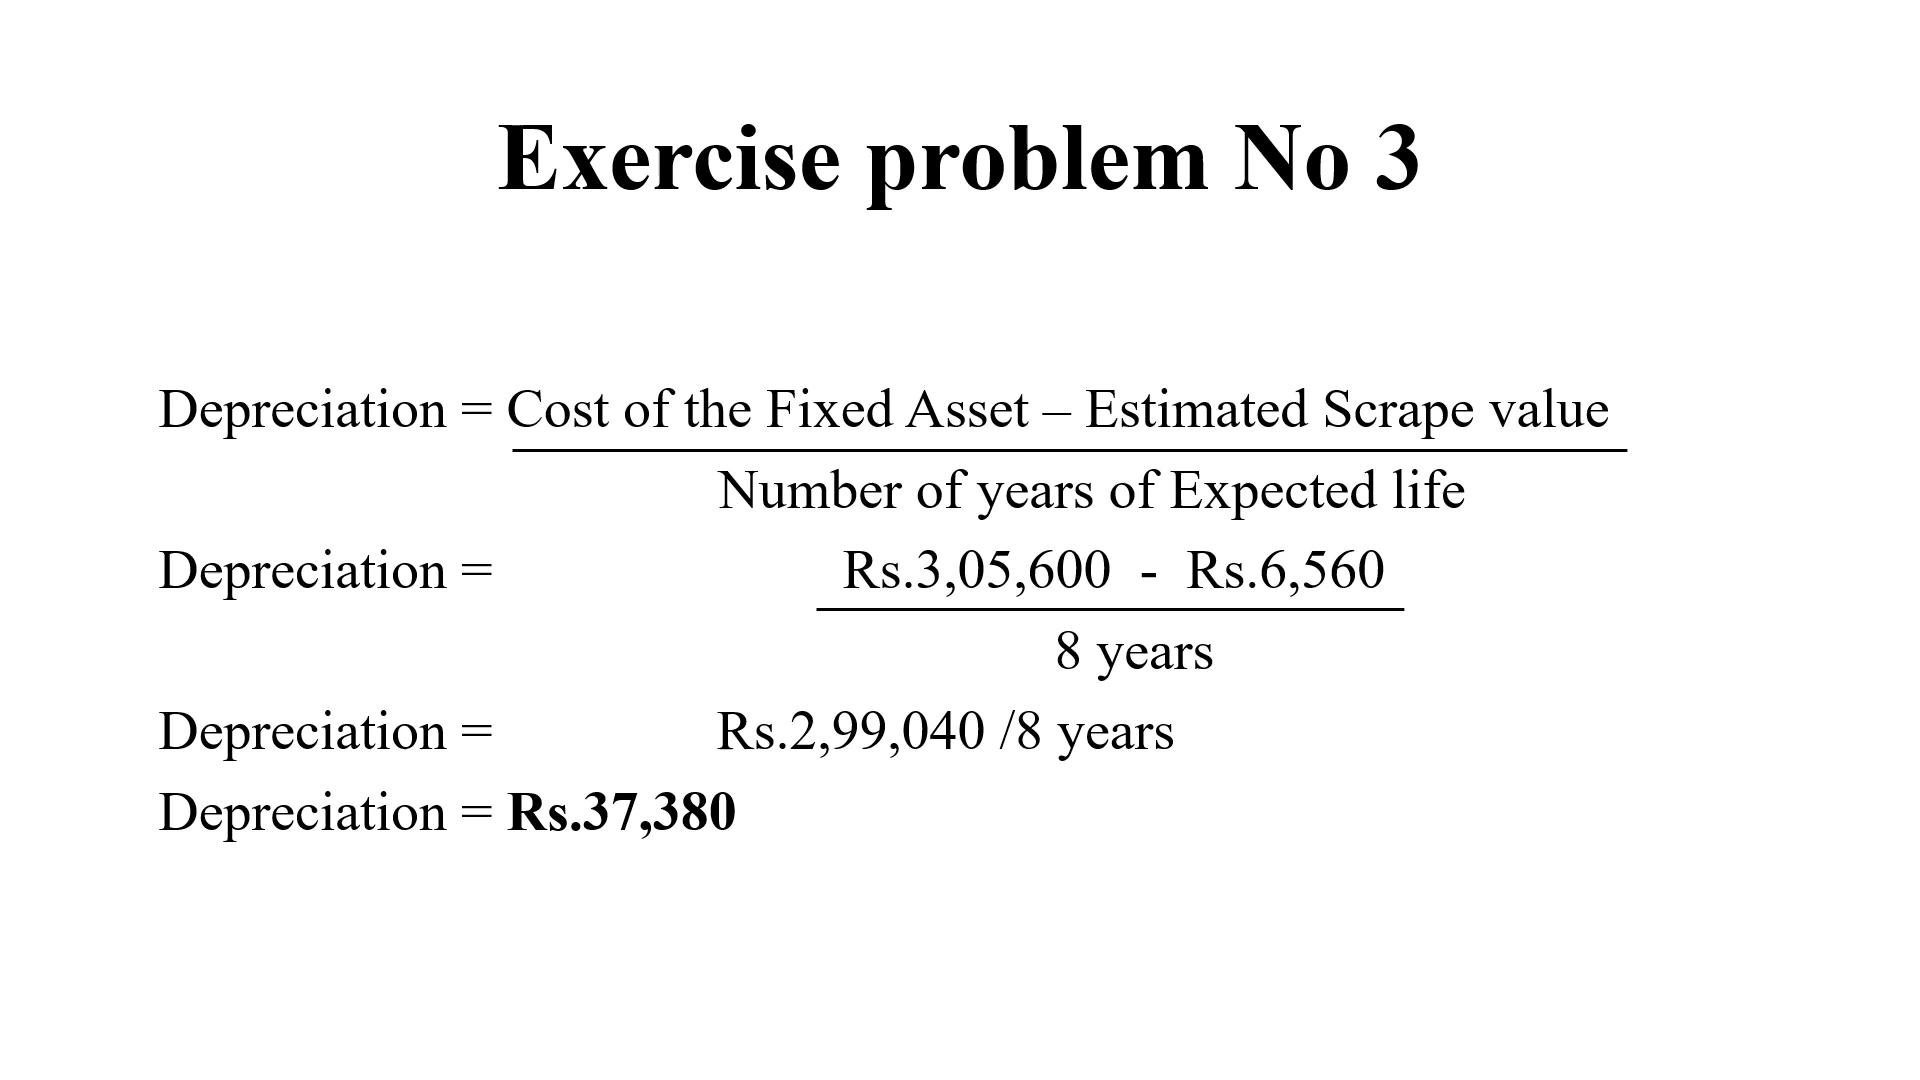 Exercise problem No 3
Depreciation = Cost of the Fixed Asset – Estimated Scrape value
Number of years of Expected life
Depreciation = Rs.3,05,600 - Rs.6,560
8 years
Depreciation = Rs.2,99,040 /8 years
Depreciation = Rs.37,380